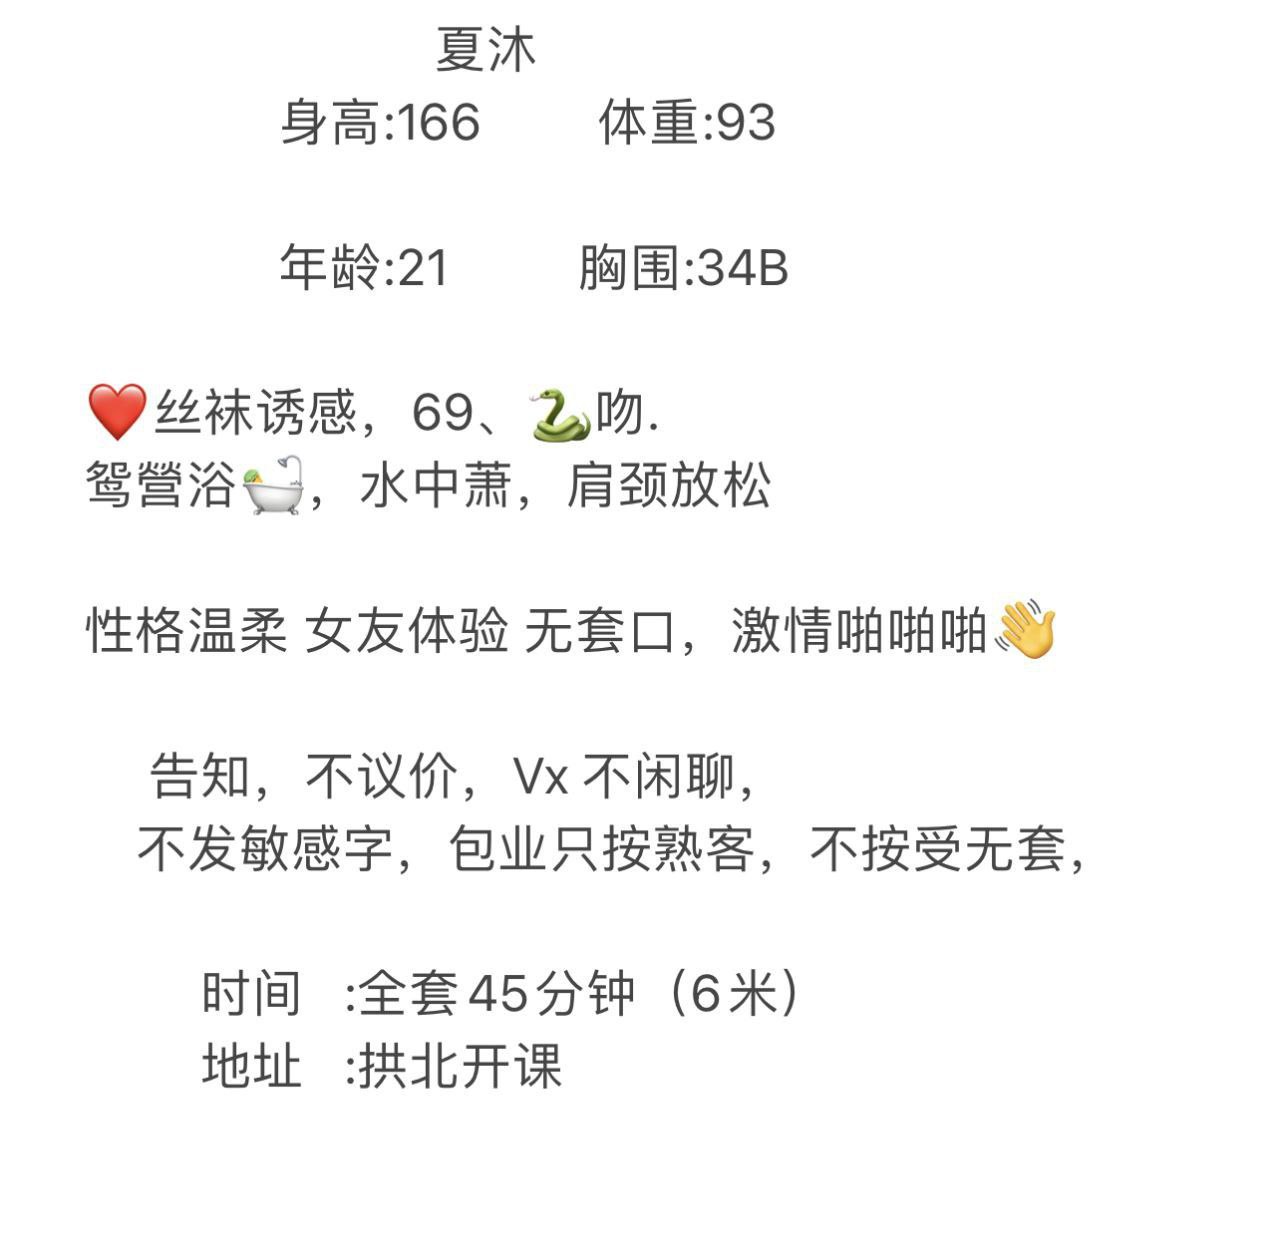 夏沐
身高:166 体重:93
年龄:21 胸围:34B
❤️丝袜诱感，69、🐍吻.
鸳營浴🛀，水中萧，肩颈放松
性格温柔 女友体验 无套口，激情啪啪啪👋
告知，不议价，Vx 不闲聊，
不发敏感字，包业只按熟客，不按受无套，
时间 :全套45分钟（6米）
地址 :拱北开课